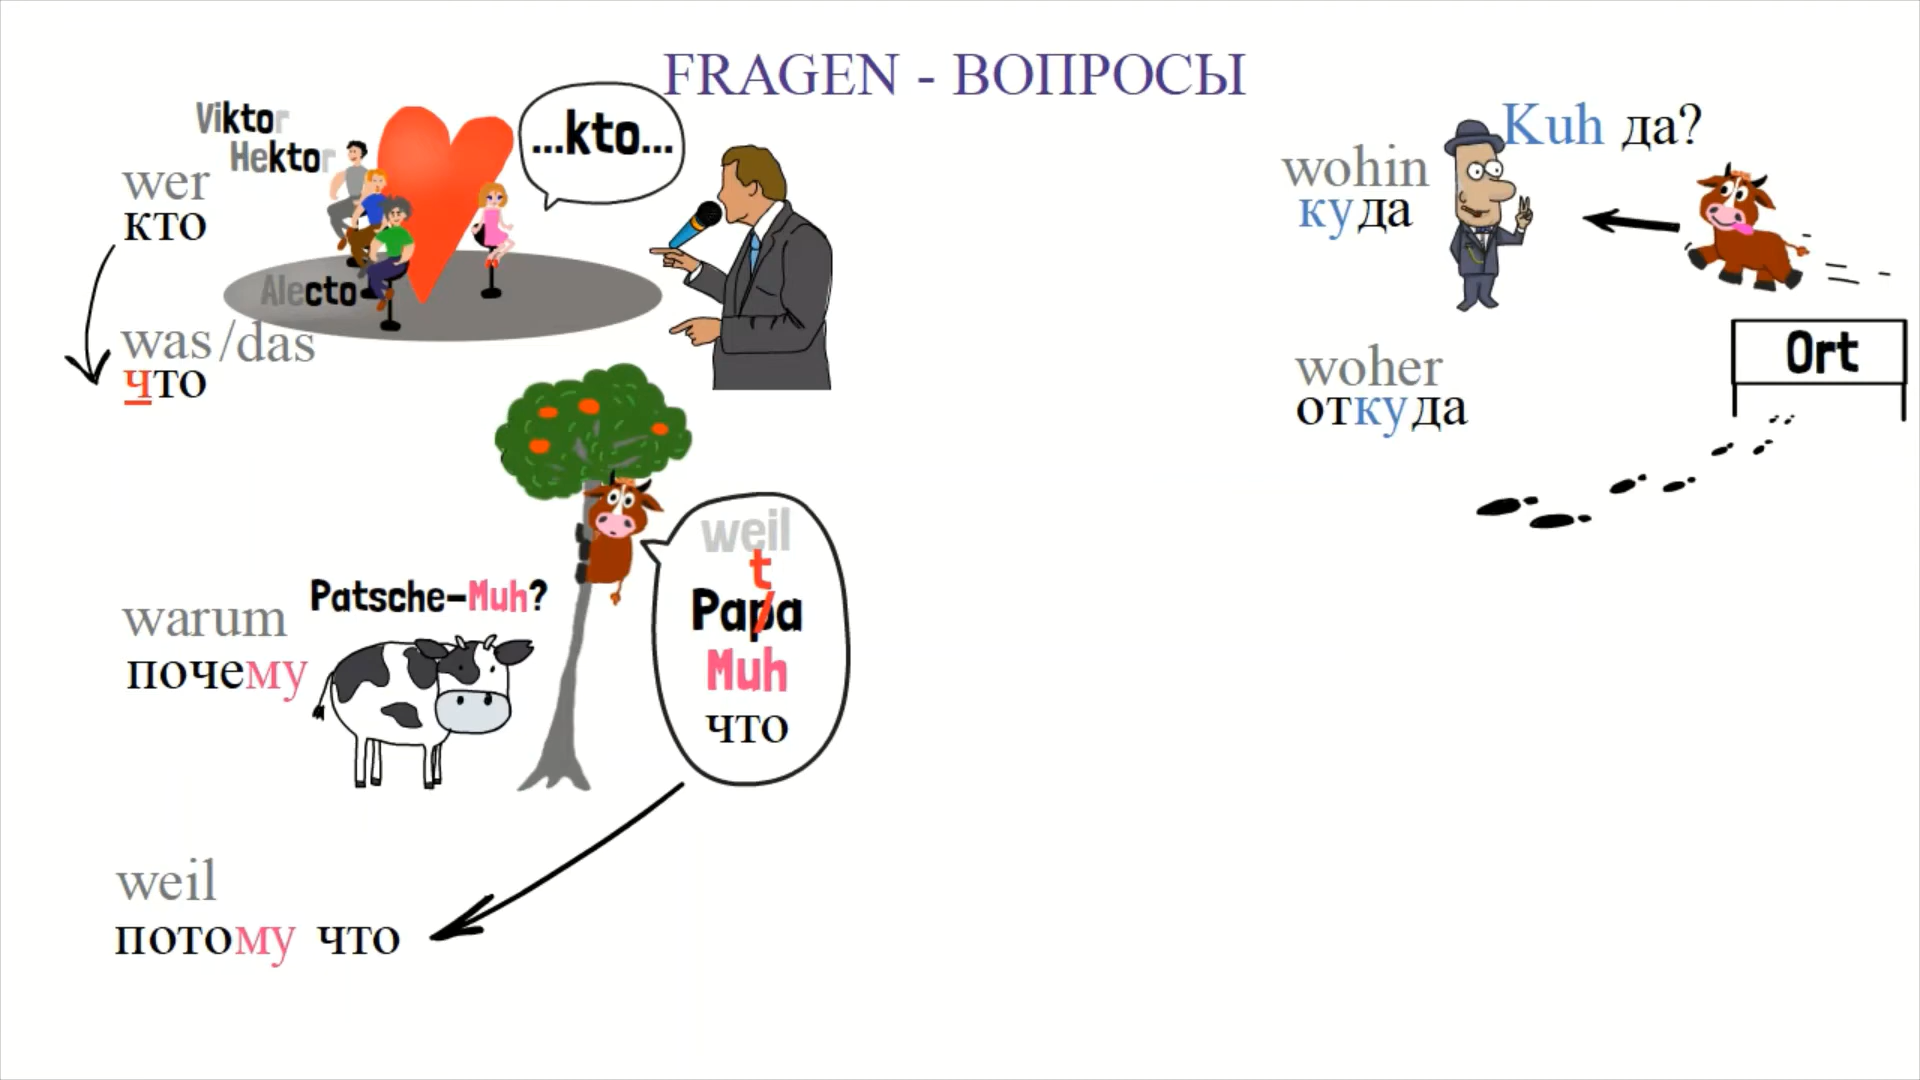 FRAGEN - ВОПРОСЫ
Viktor
Hektor
...kto...
wer
кто
Alecto
was/das
что
warum
почему
Patsche-Muh?
weil
t
Papa
Muh
что
weil
потому что
Kuh да?
wohin
куда
Ort
woher
откуда